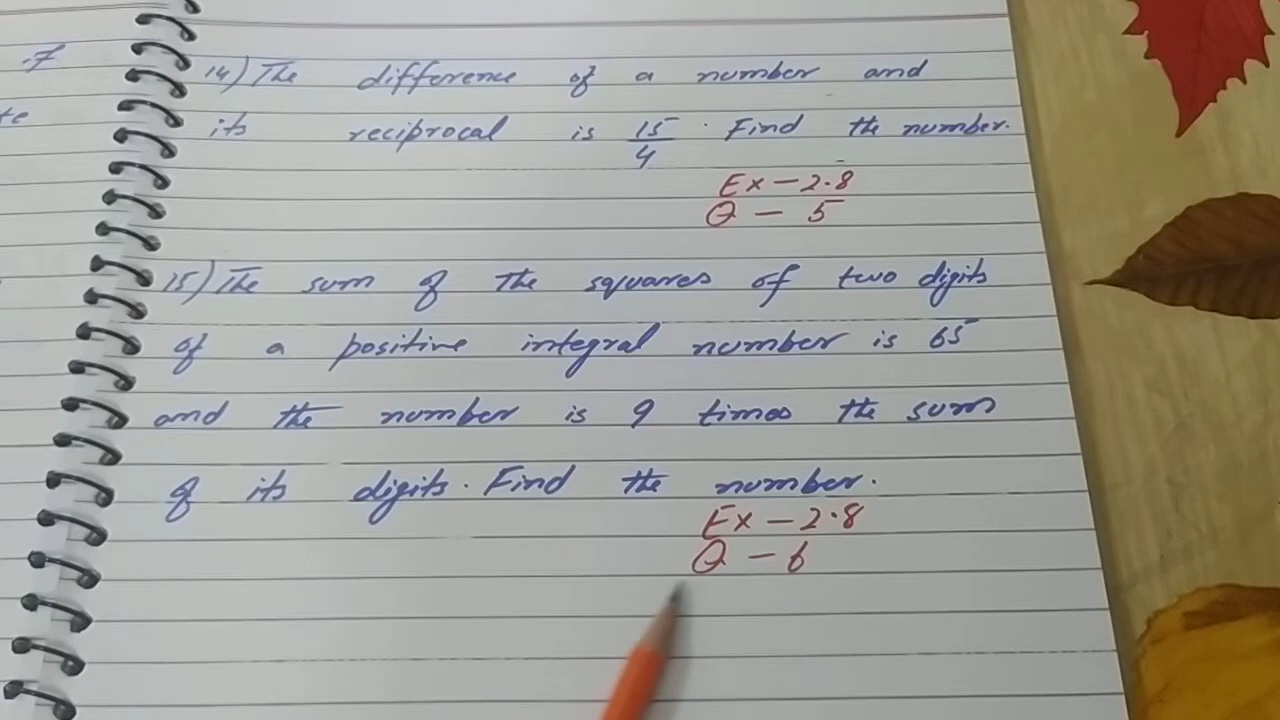 14) The difference of a number and
its reciprocal is 15/4. Find the number.
Ex - 2.8
Q - 5
15) The sum of the squares of two digits
of a positive integral number is 65
and the number is 9 times the sum
of its digits. Find the number.
Ex - 2.8
Q - 6